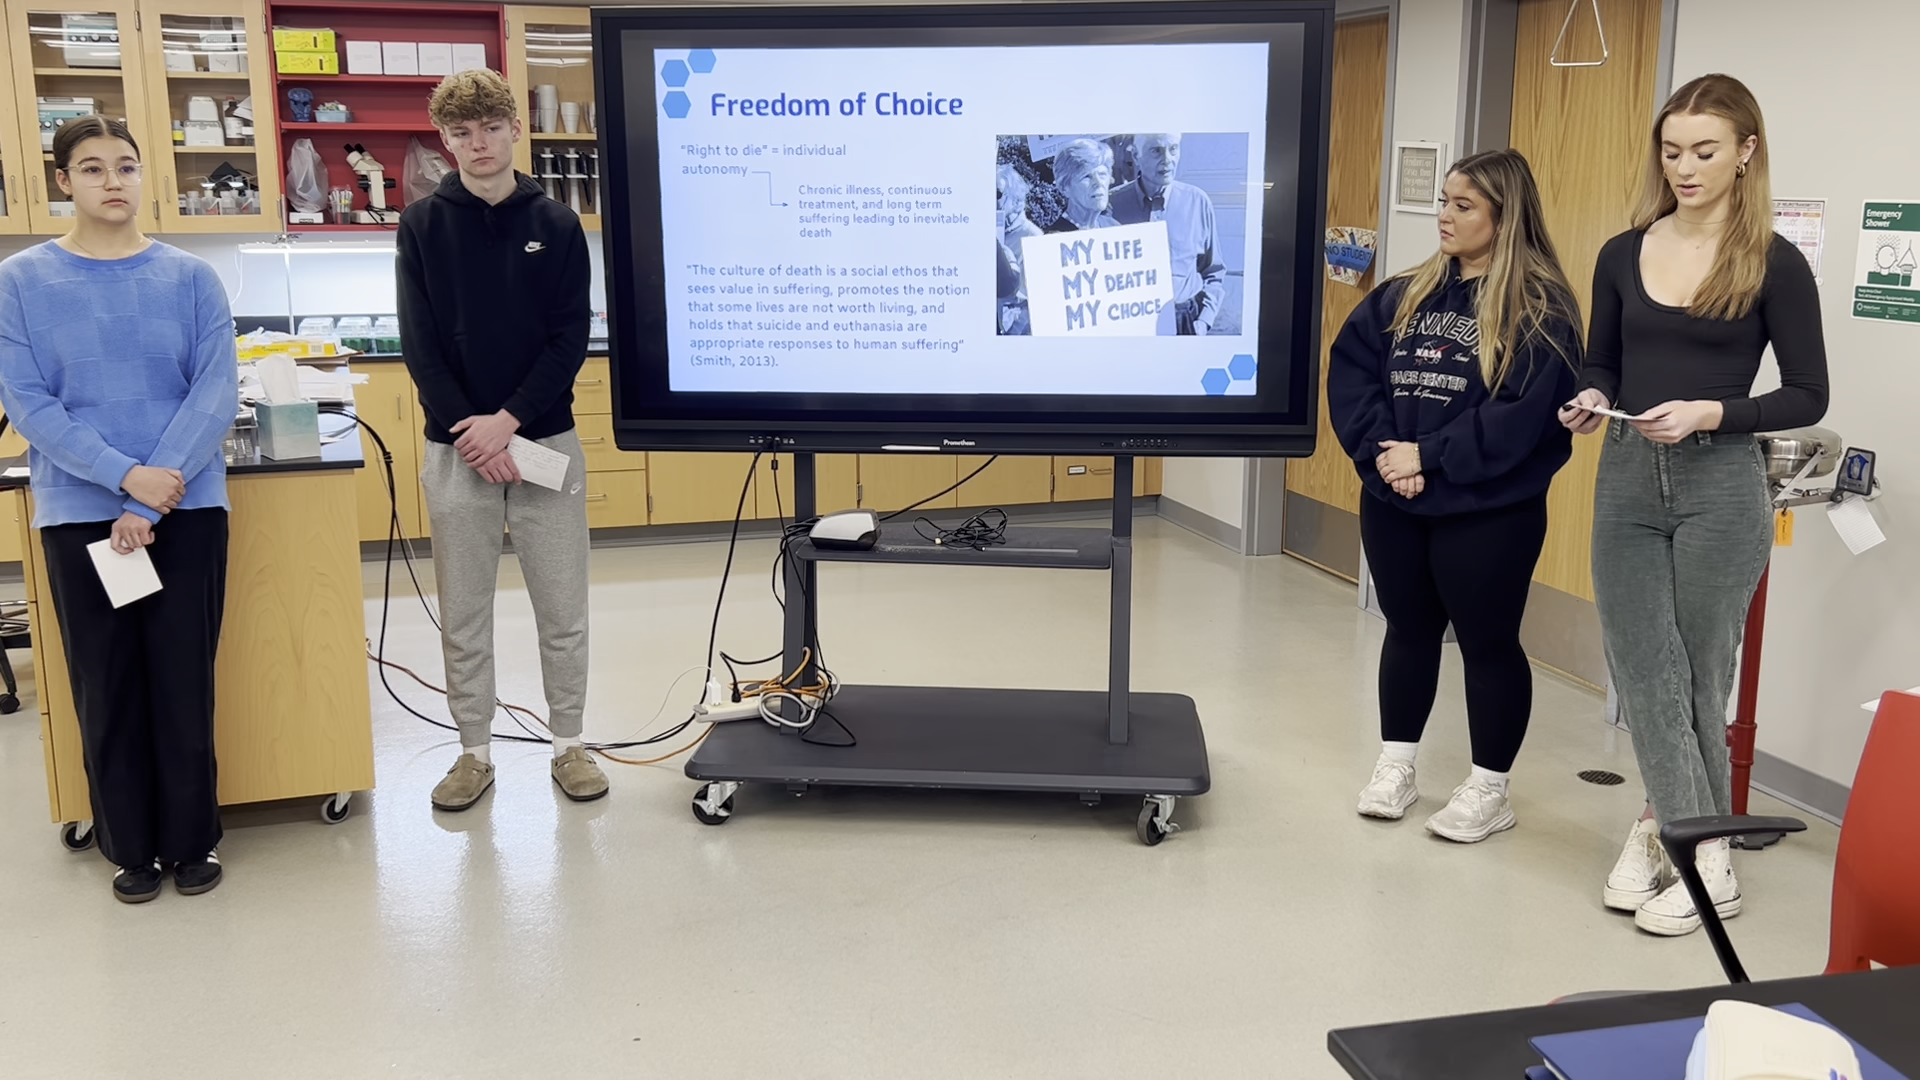 Freedom of Choice
"Right to die" = individual
autonomy
Chronic illness, continuous
treatment, and long term
suffering leading to inevitable
death
"The culture of death is a social ethos that
sees value in suffering, promotes the notion
that some lives are not worth living, and
holds that suicide and euthanasia are
appropriate responses to human suffering"
(Smith, 2013).
MY LIFE
MY DEATH
MY CHOICE
Promethean
NO STUDENT
KENNEDY
NASA
SPACE CENTER
Emergency
Shower